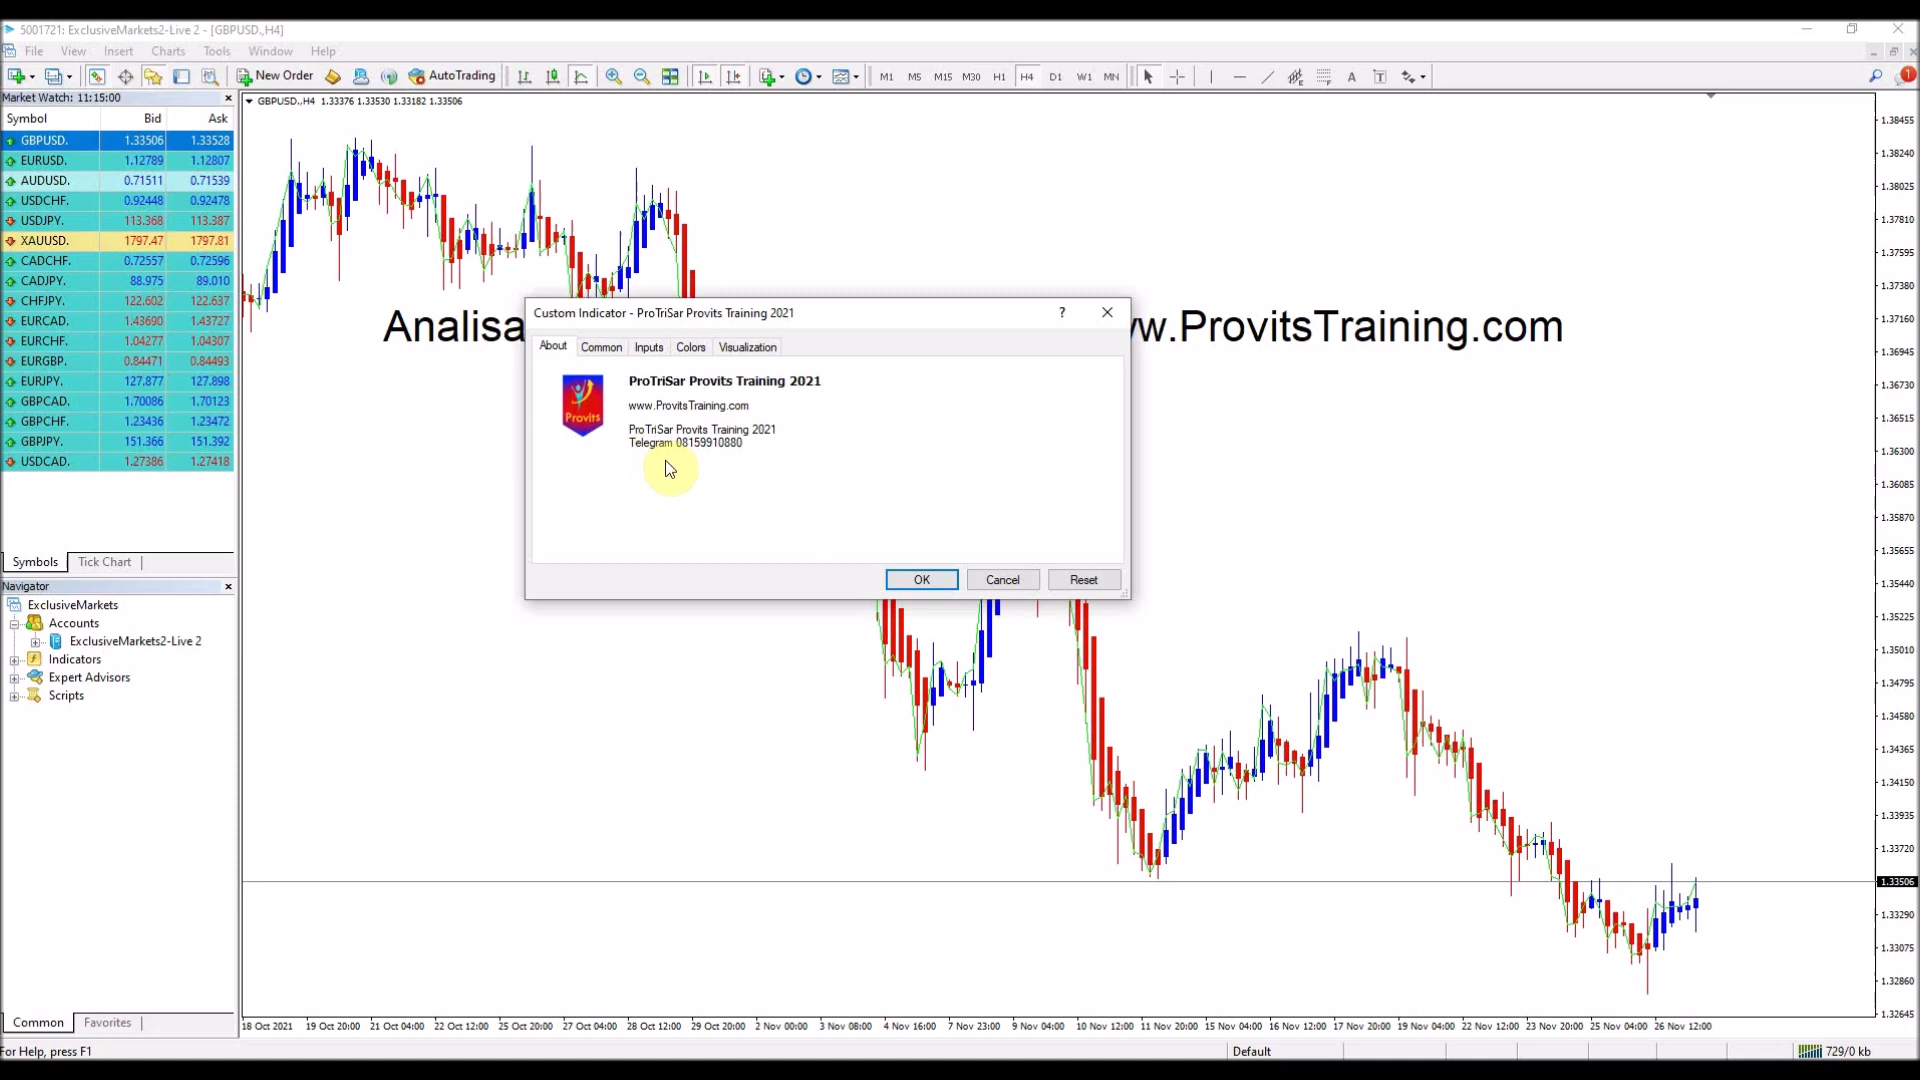 5001721: ExclusiveMarkets2-Live 2 - [GBPUSD.,H4]
File View Insert Charts Tools Window Help
New Order AutoTrading M1 M5 M15 M30 H1 H4 D1 W1 MN A T 1
Market Watch: 11:15:00
Symbol Bid Ask
GBPUSD. 1.33506 1.33528
EURUSD. 1.12789 1.12807
AUDUSD. 0.71511 0.71539
USDCHF. 0.92448 0.92478
USDJPY. 113.368 113.387
XAUUSD. 1797.47 1797.81
CADCHF. 0.72557 0.72596
CADJPY. 88.975 89.010
CHFJPY. 122.602 122.637
EURCAD. 1.43690 1.43727
EURCHF. 1.04277 1.04307
EURGBP. 0.84471 0.84493
EURJPY. 127.877 127.898
GBPCAD. 1.70086 1.70123
GBPCHF. 1.23436 1.23472
GBPJPY. 151.366 151.392
USDCAD. 1.27386 1.27418
Symbols Tick Chart
Navigator
ExclusiveMarkets
Accounts
ExclusiveMarkets2-Live 2
Indicators
Expert Advisors
Scripts
Common Favorites
GBPUSD.,H4 1.33376 1.33530 1.33182 1.33506
Analisa
w.ProvitsTraining.com
Custom Indicator - ProTriSar Provits Training 2021 ?
About Common Inputs Colors Visualization
Provits
ProTriSar Provits Training 2021
www.ProvitsTraining.com
ProTriSar Provits Training 2021
Telegram 08159910880
OK Cancel Reset
1.38455
1.38240
1.38025
1.37810
1.37595
1.37380
1.37160
1.36945
1.36730
1.36515
1.36300
1.36085
1.35870
1.35655
1.35440
1.35225
1.35010
1.34795
1.34580
1.34365
1.34150
1.33935
1.33720
1.33506
1.33290
1.33075
1.32860
1.32645
18 Oct 2021 19 Oct 20:00 21 Oct 04:00 22 Oct 12:00 25 Oct 20:00 27 Oct 04:00 28 Oct 12:00 29 Oct 20:00 2 Nov 00:00 3 Nov 08:00 4 Nov 16:00 7 Nov 23:00 9 Nov 04:00 10 Nov 12:00 11 Nov 20:00 15 Nov 04:00 16 Nov 12:00 17 Nov 20:00 19 Nov 04:00 22 Nov 12:00 23 Nov 20:00 25 Nov 04:00 26 Nov 12:00
For Help, press F1
Default
729/0 kb